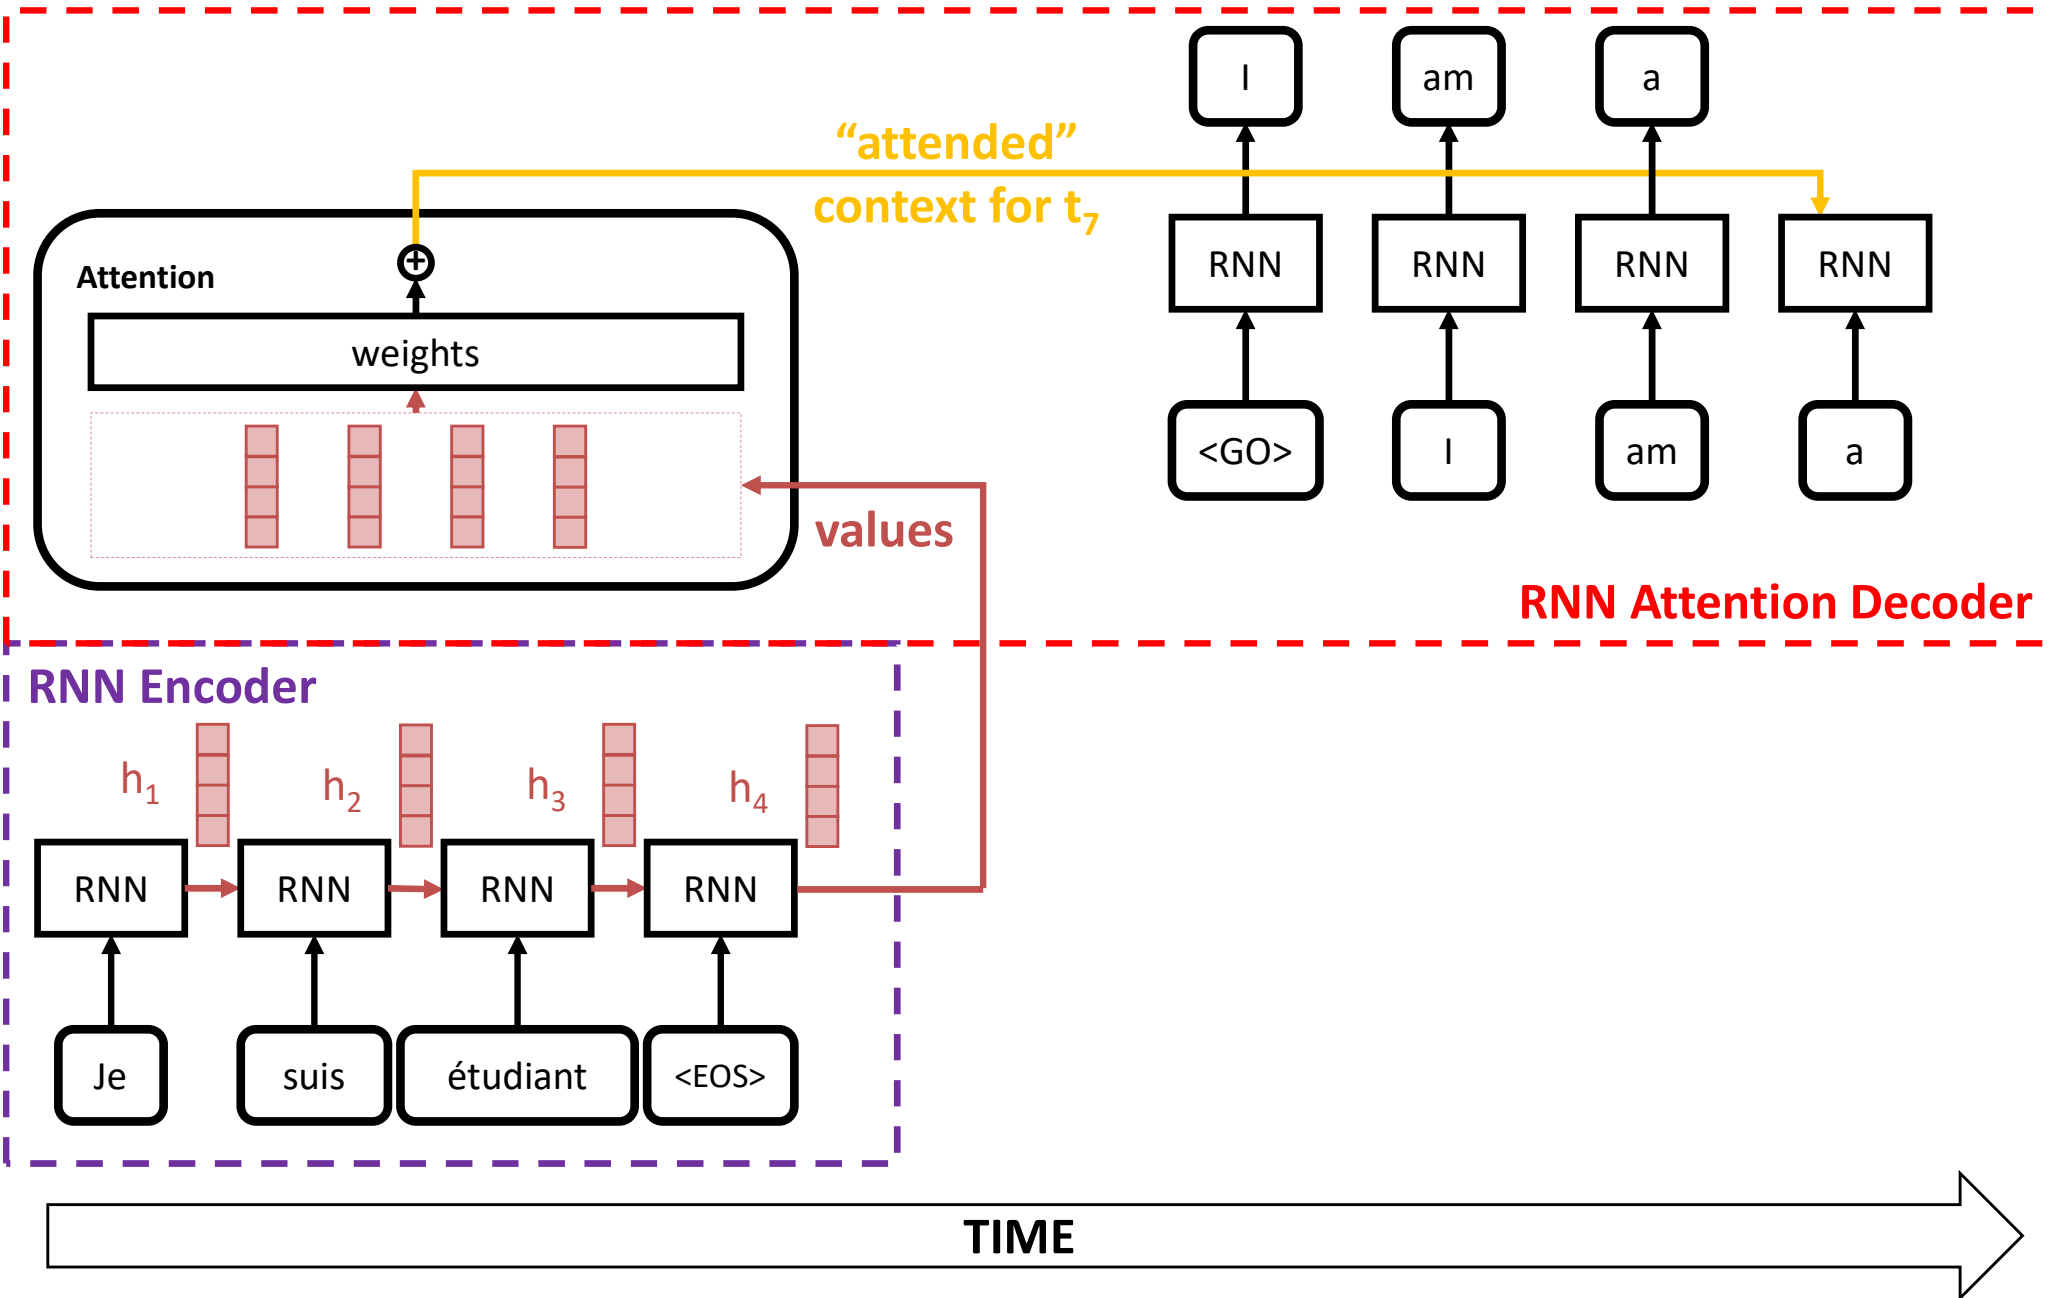 I
am
a
“attended”
context for t7
Attention
RNN
RNN
RNN
RNN
weights
<GO>
I
am
a
values
RNN Attention Decoder
RNN Encoder
h1
h2
h3
h4
RNN
RNN
RNN
RNN
Je
suis
étudiant
<EOS>
TIME